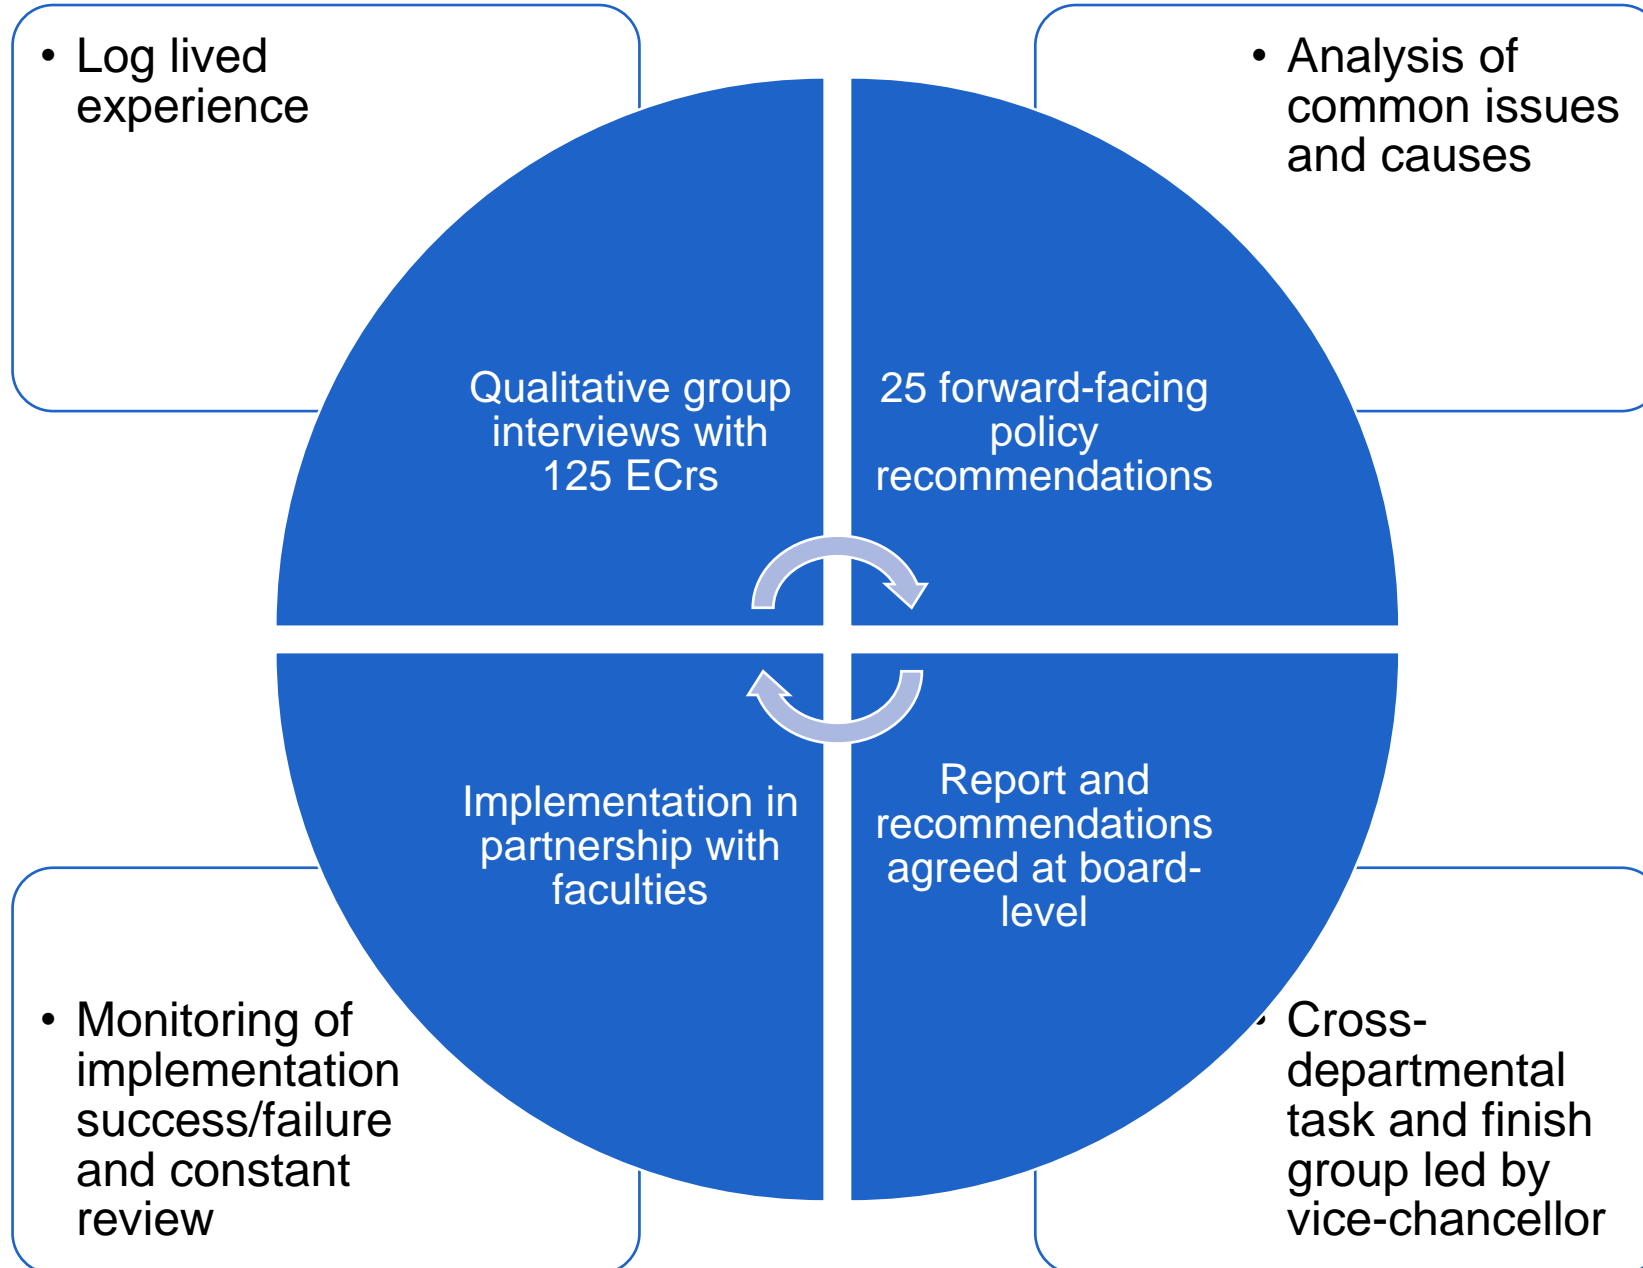 • Log lived
experience
• Analysis of
common issues
and causes
Qualitative group
interviews with
125 ECrs
25 forward-facing
policy
recommendations
Implementation in
partnership with
faculties
Report and
recommendations
agreed at board-
level
• Monitoring of
implementation
success/failure
and constant
review
• Cross-
departmental
task and finish
group led by
vice-chancellor